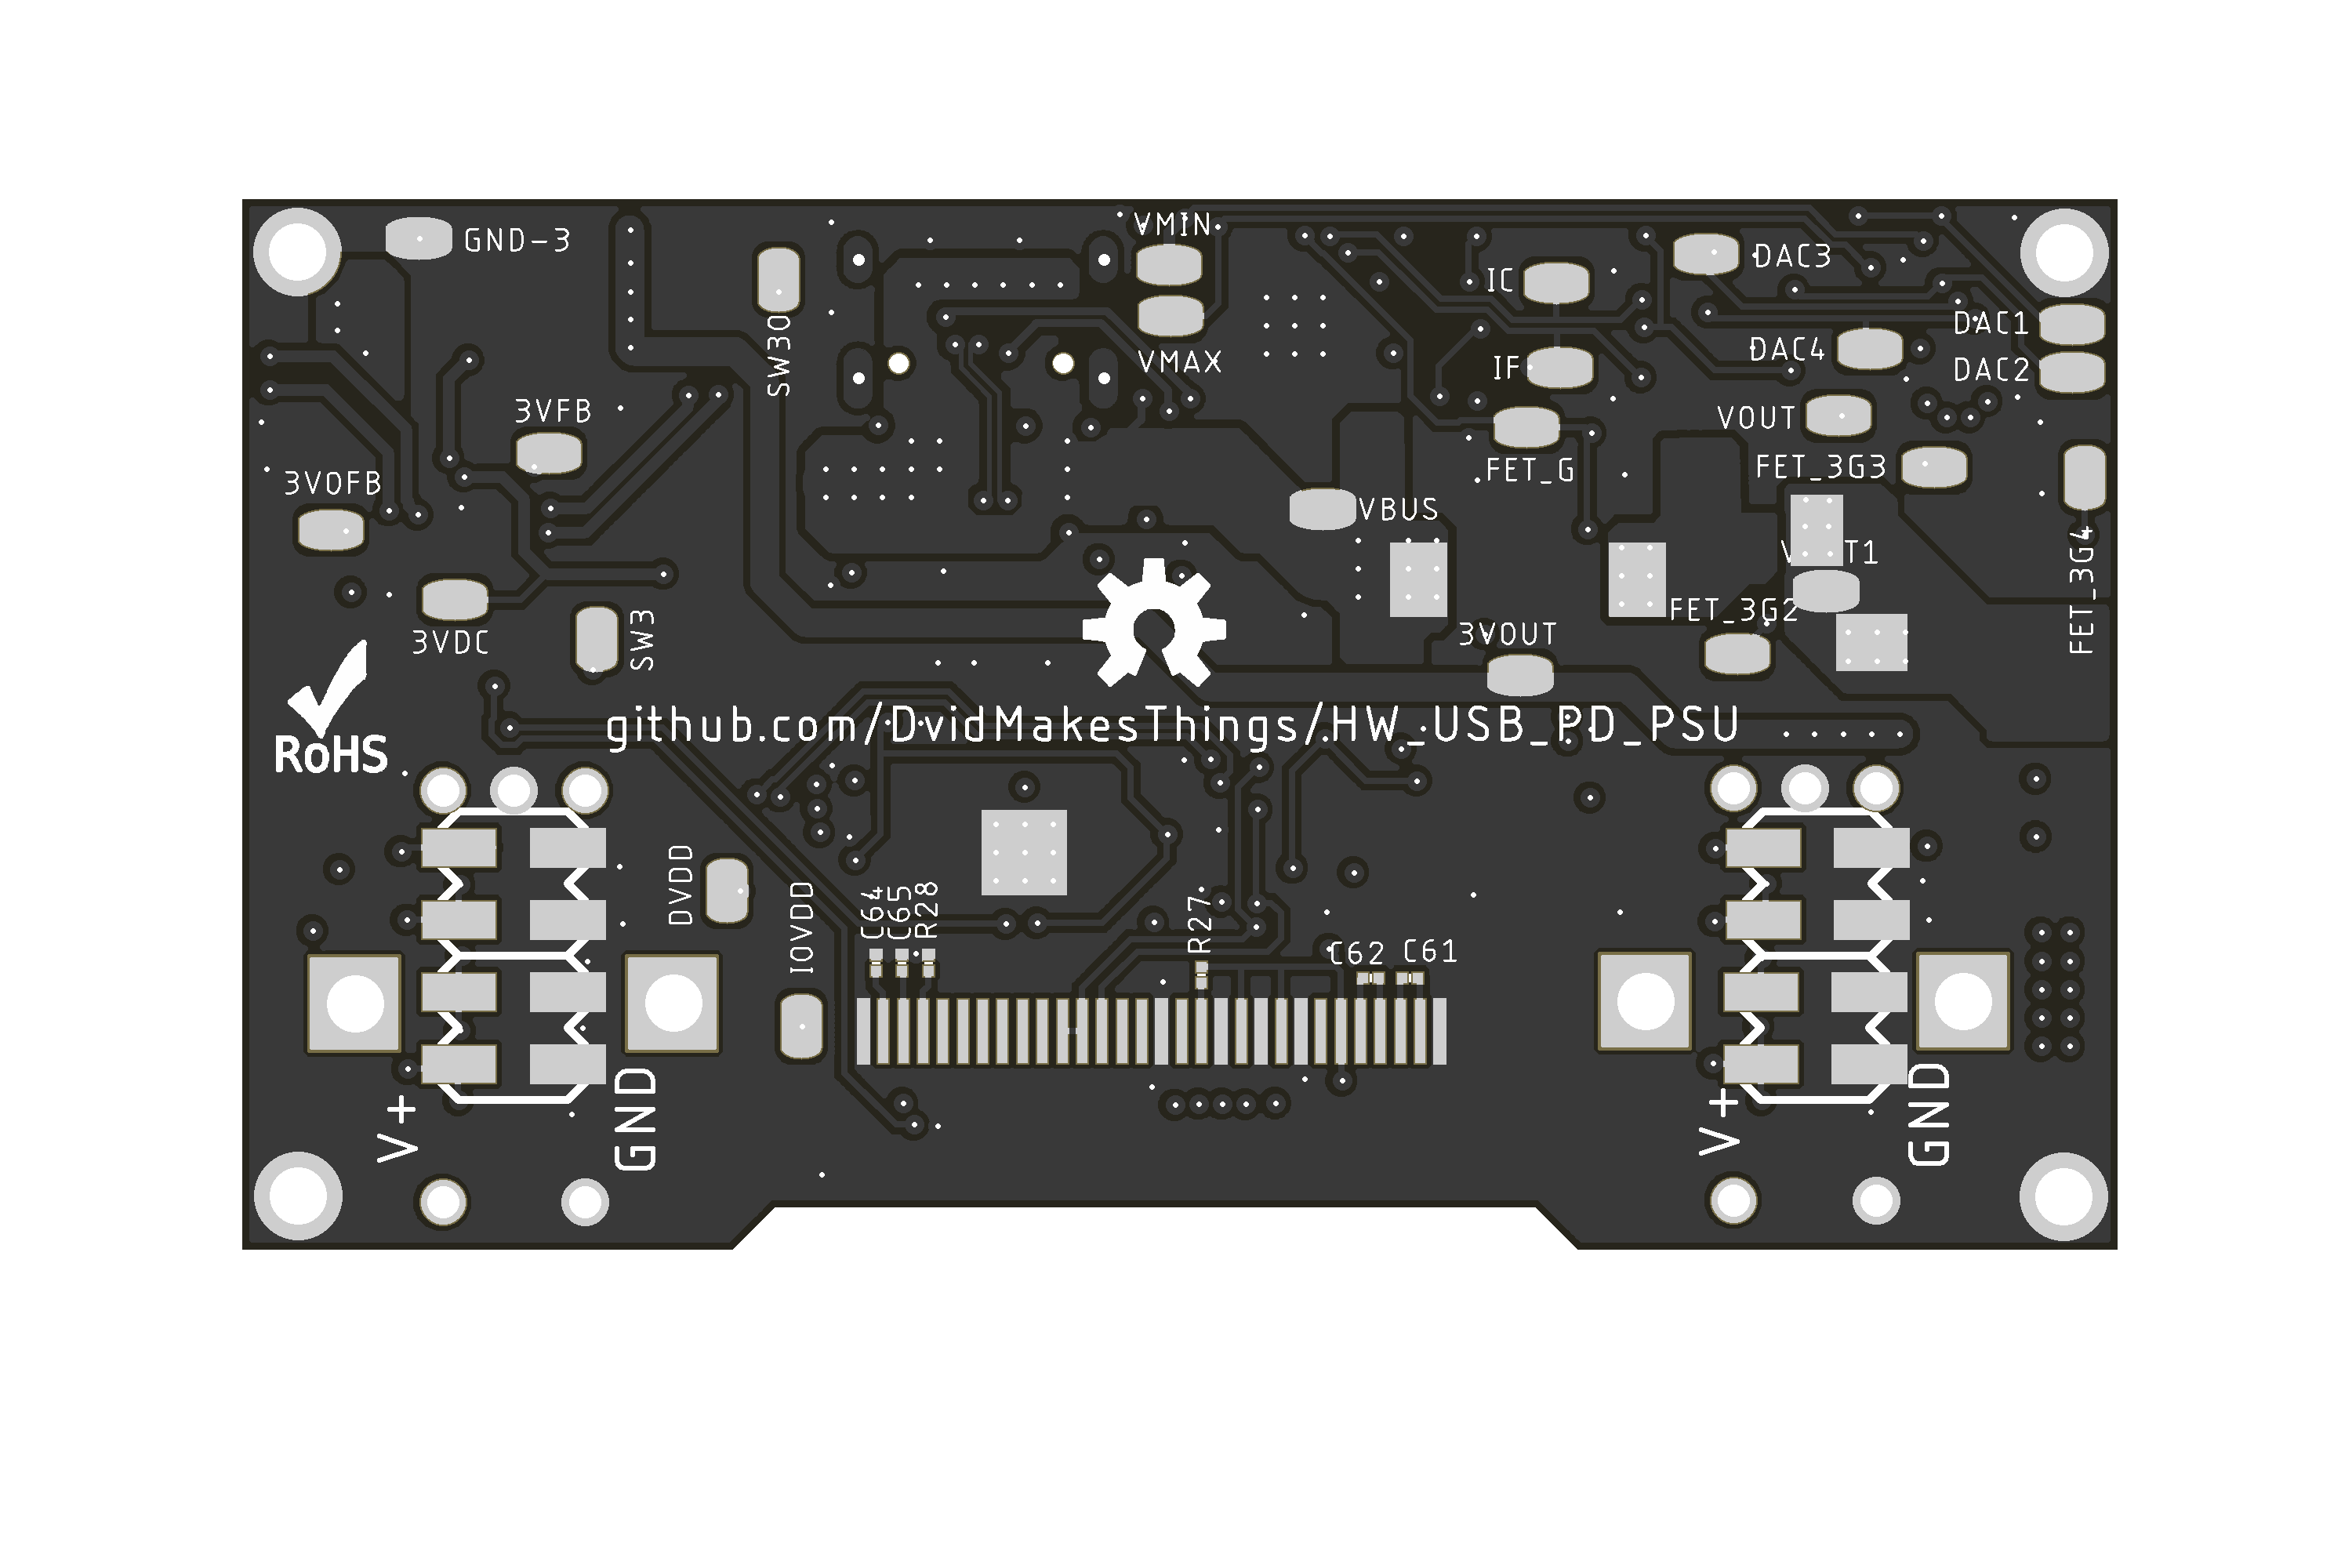 VMIN
GND-3
DAC3
IC
SW30
DAC1
VMAX
IF
DAC4
DAC2
3VFB
VOUT
FET_G
FET_3G3
3VOFB
VBUS
FET_3G4
FET_3G2
3VDC
SW3
3VOUT
github.com/DvidMakesThings/HW_USB_PD_PSU
RoHS
DVDD
IOVDD
C64
C65
R28
R27
C62
C61
V+
GND
V+
GND